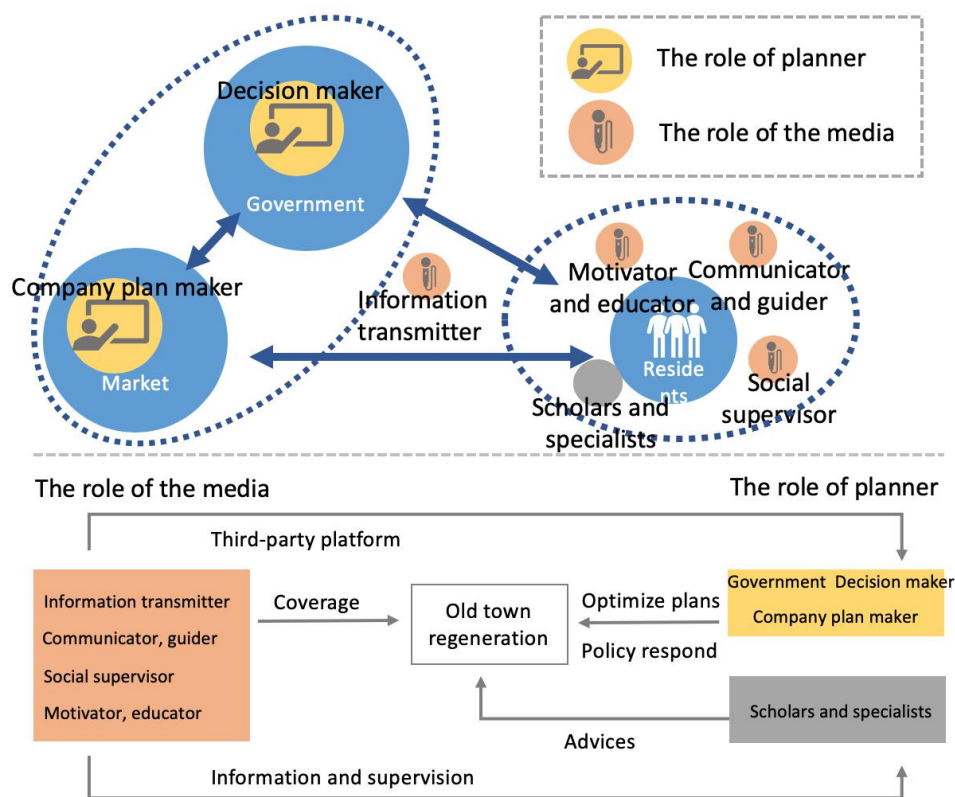 Decision maker
Government
Company plan maker
Market
The role of planner
The role of the media
Information
transmitter
Motivator
and educator
Communicator
and guider
Reside
nts
Social
supervisor
Scholars and
specialists
The role of the media
The role of planner
Third-party platform
Information transmitter
Communicator, guider
Social supervisor
Motivator, educator
Coverage
Old town
regeneration
Optimize plans
Policy respond
Government Decision maker
Company plan maker
Scholars and specialists
Advices
Information and supervision